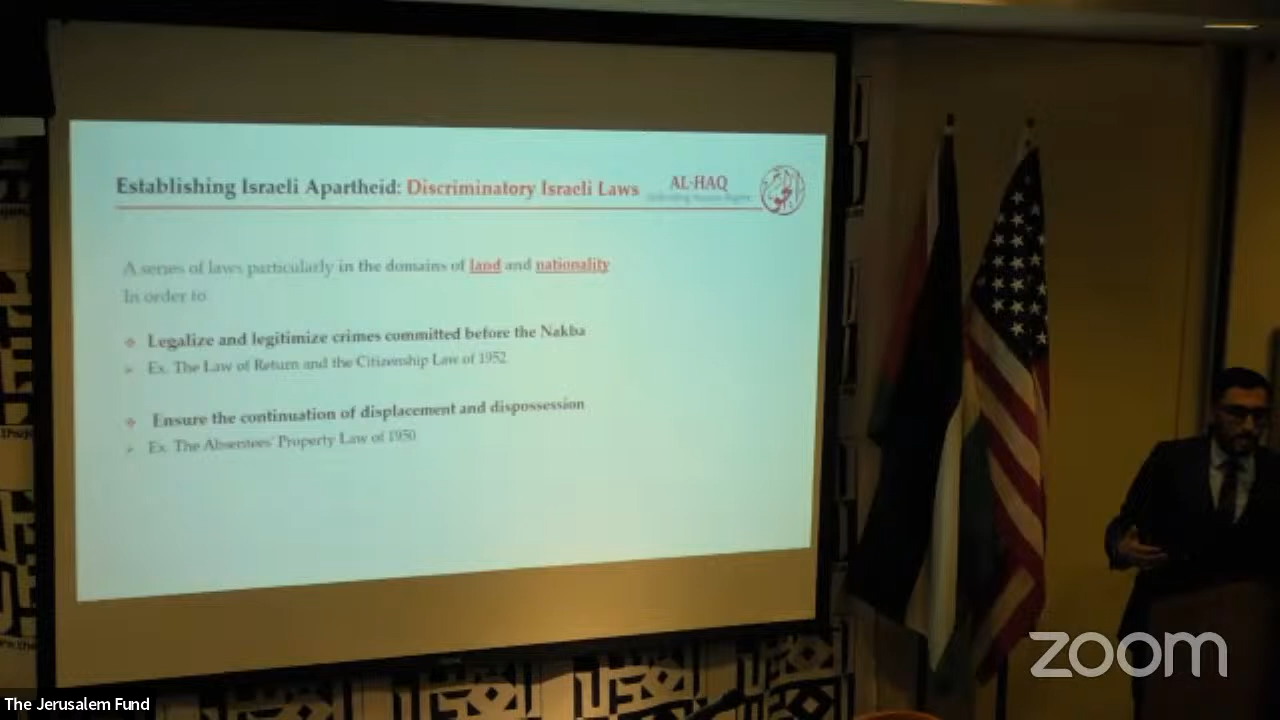 Establishing Israeli Apartheid: Discriminatory Israeli Laws
AL-HAQ
A series of laws particularly in the domains of land and nationality
In order to
❖ Legalize and legitimize crimes committed before the Nakba
➢ Ex. The Law of Return and the Citizenship Law of 1952
❖ Ensure the continuation of displacement and dispossession
➢ Ex. The Absentees' Property Law of 1950
zoom
The Jerusalem Fund